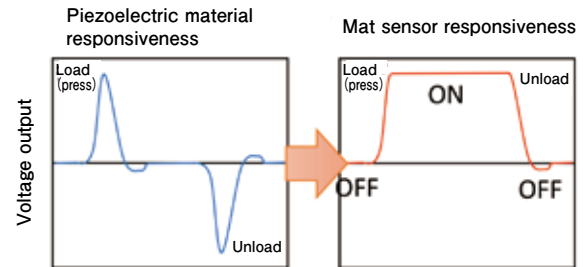 Piezoelectric material
responsiveness
Mat sensor responsiveness
Voltage output
Load
(press)
Unload
Load
(press)
ON
Unload
OFF
OFF